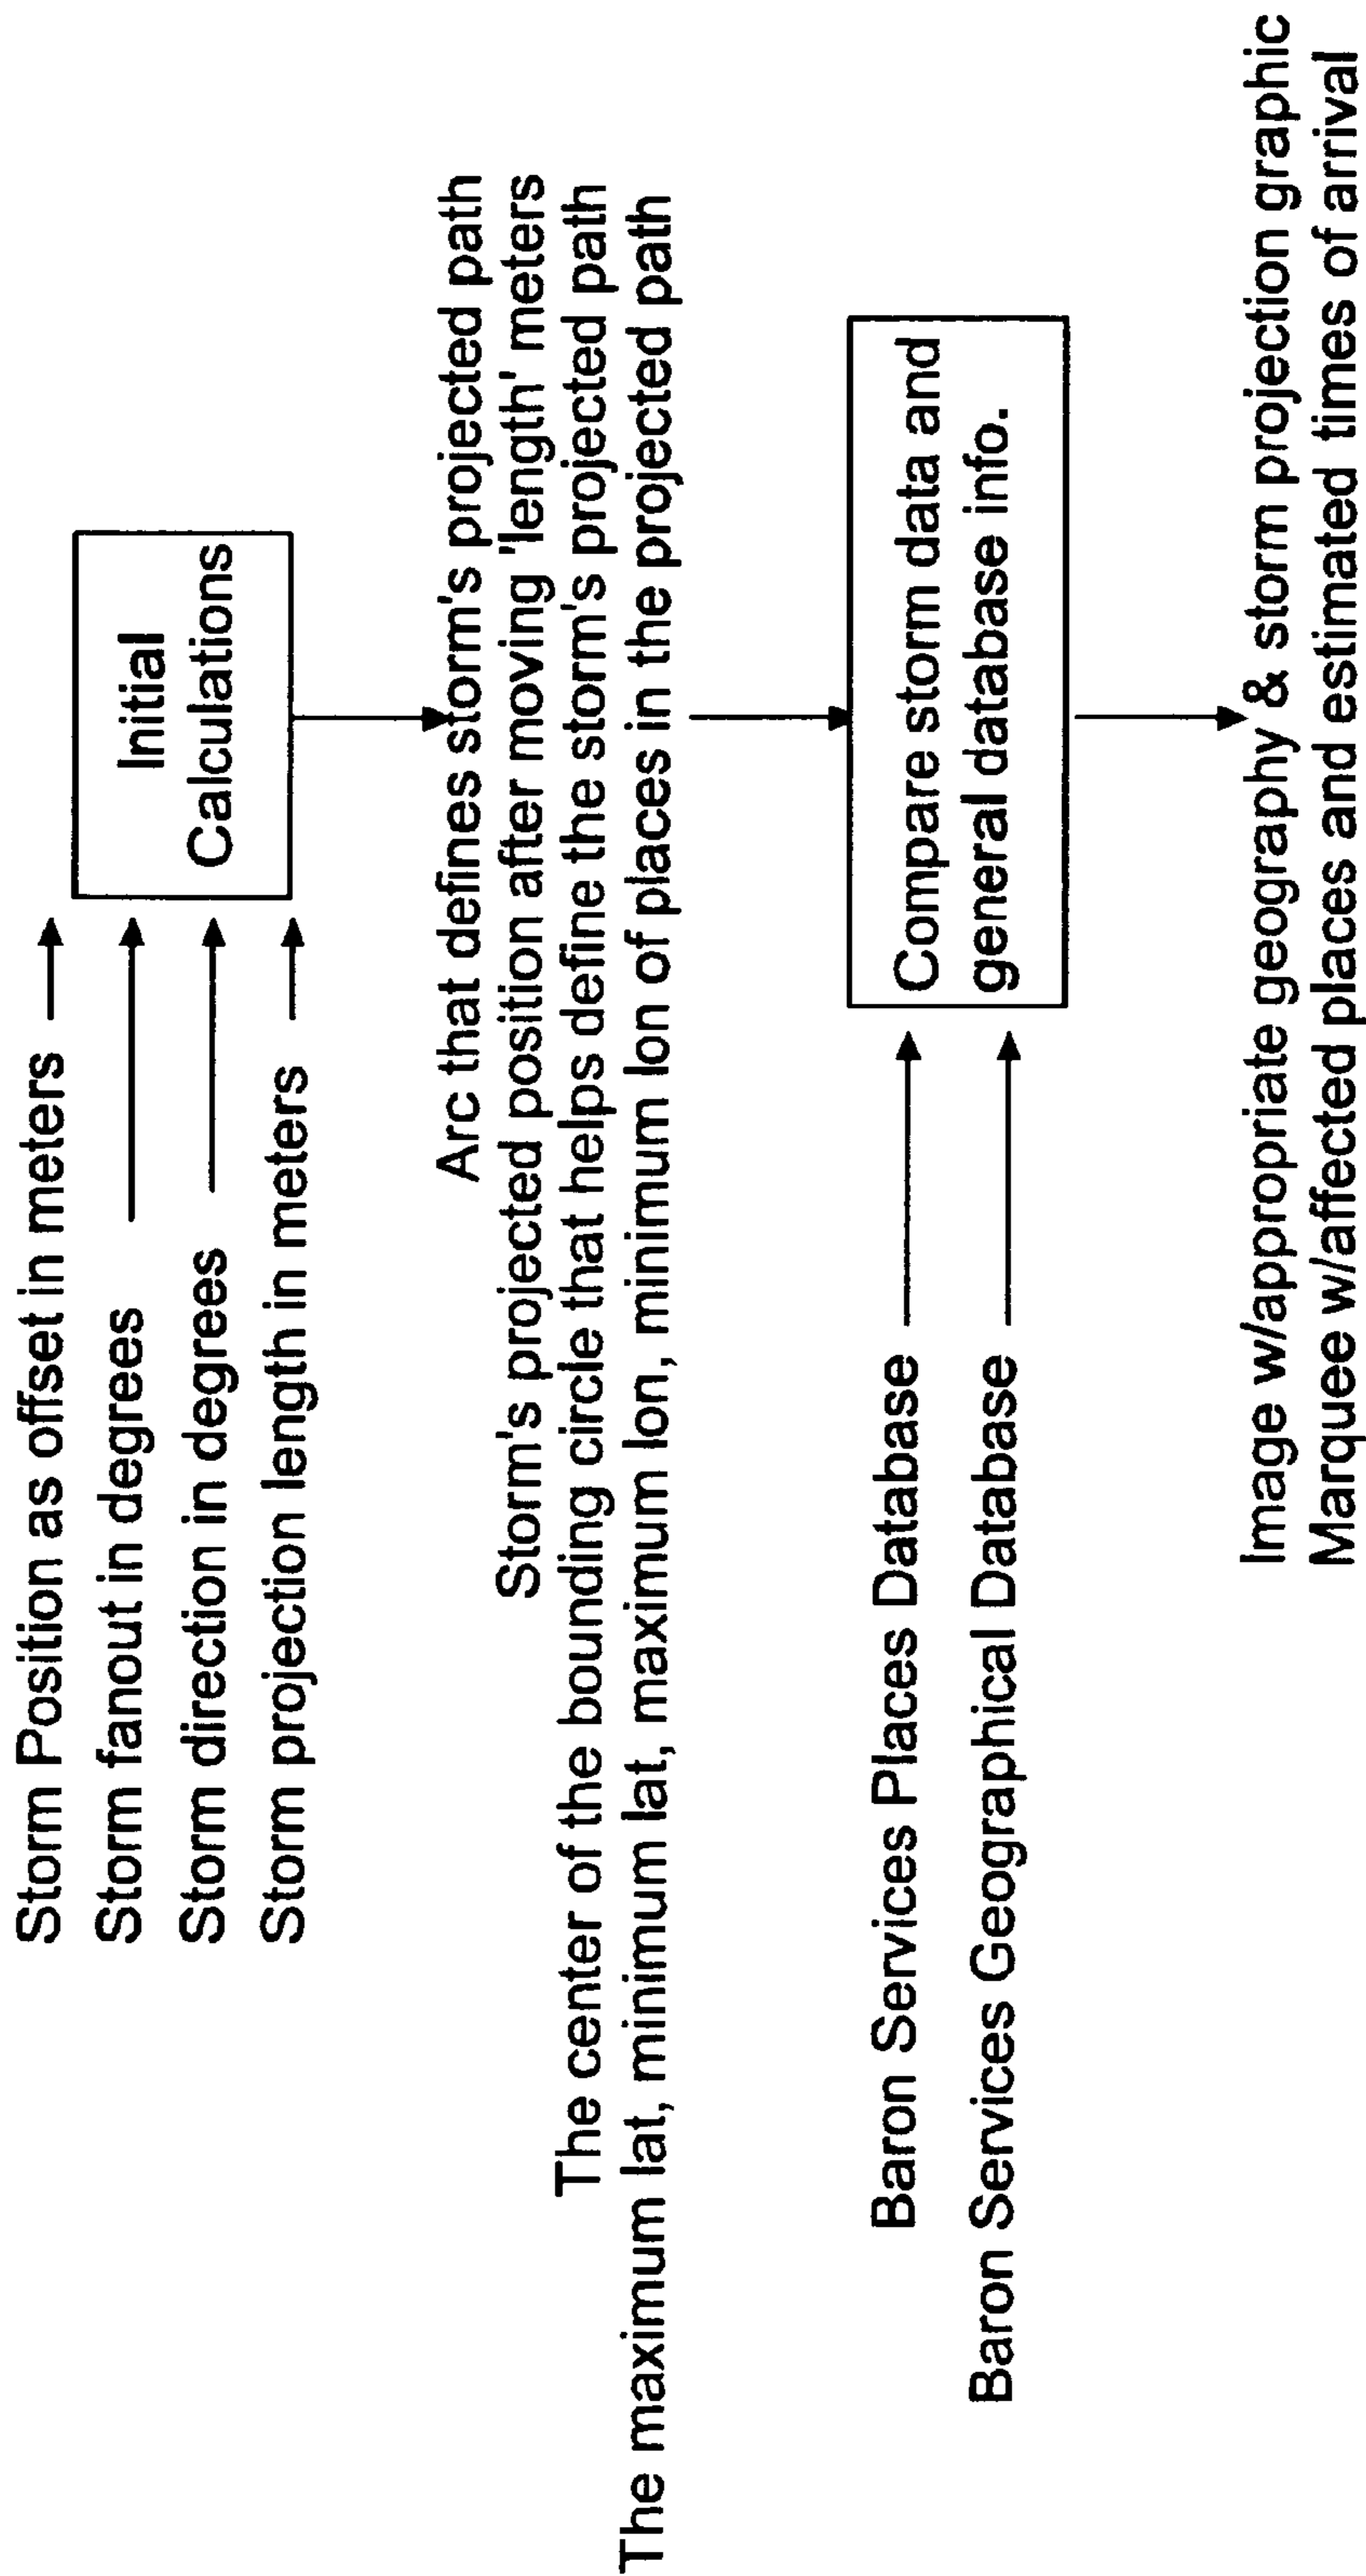 Storm Position as offset in meters
Storm fanout in degrees
Storm direction in degrees
Storm projection length in meters
Initial
Calculations
Arc that defines storm's projected path
Storm's projected position after moving 'length' meters
The center of the bounding circle that helps define the storm's projected path
The maximum lat, minimum lat, maximum lon, minimum lon of places in the projected path
Baron Services Places Database
Baron Services Geographical Database
Compare storm data and
general database info.
Image w/appropriate geography & storm projection graphic
Marquee w/affected places and estimated times of arrival